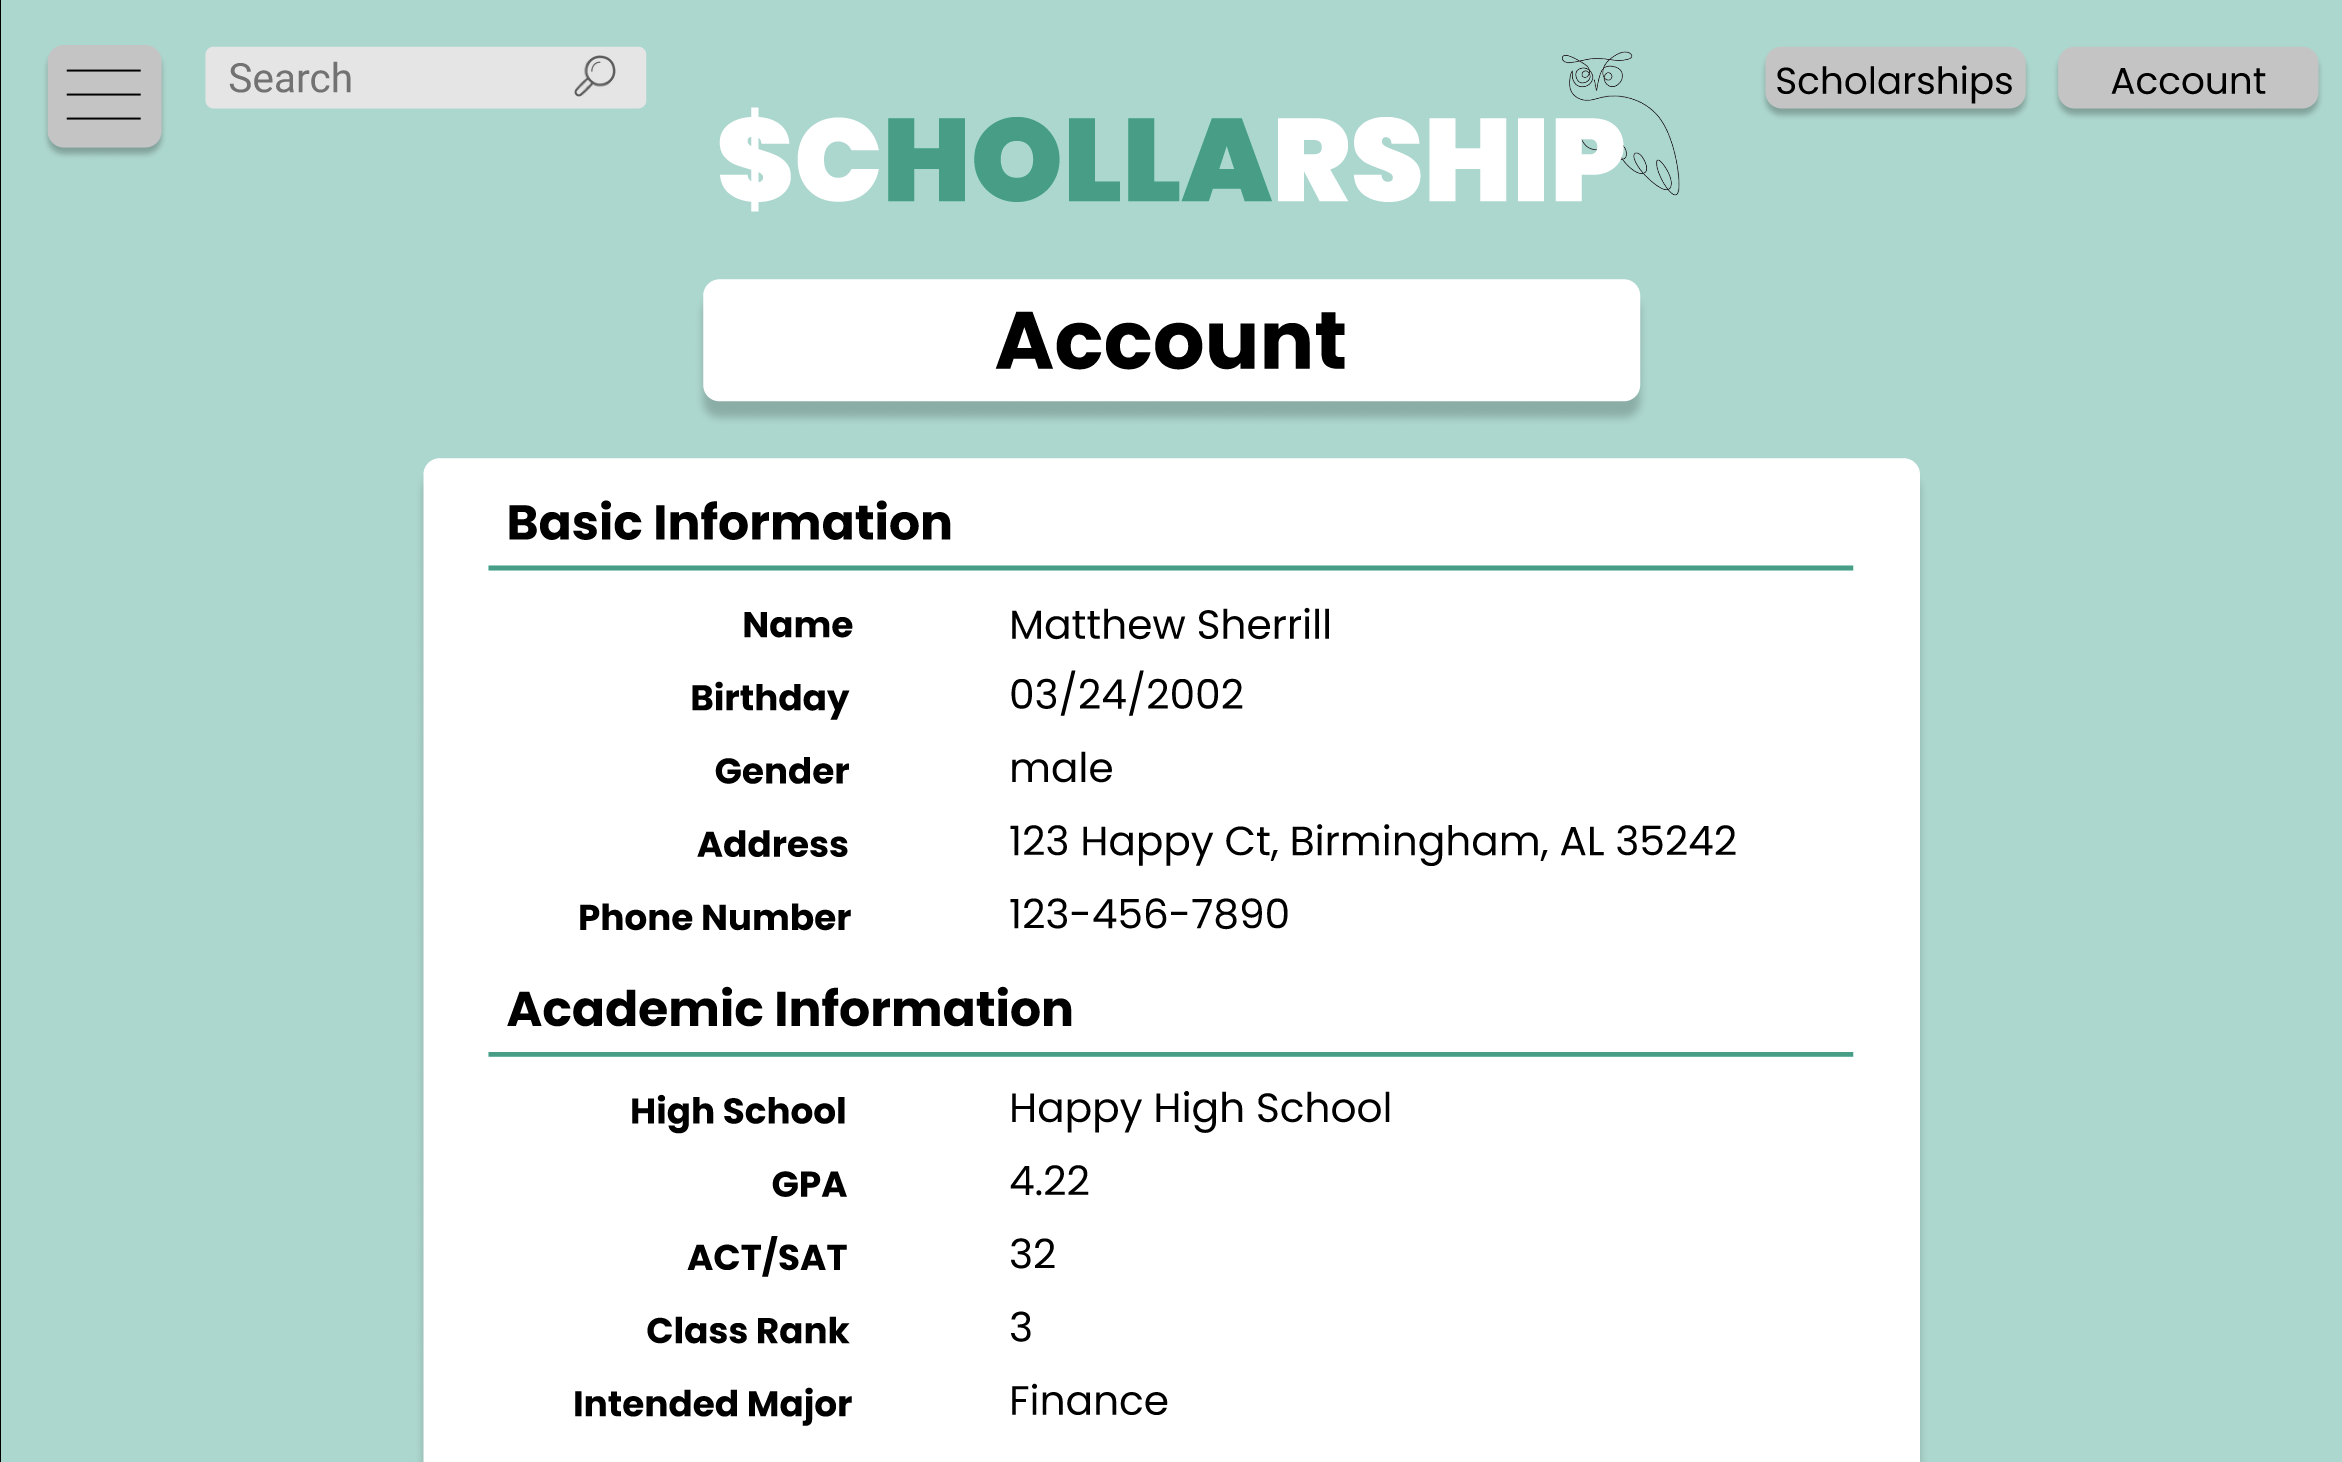 Search
Scholarships
Account
$CHOLLARSHIP
Account
Basic Information
Name Matthew Sherrill
Birthday 03/24/2002
Gender male
Address 123 Happy Ct, Birmingham, AL 35242
Phone Number 123-456-7890
Academic Information
High School Happy High School
GPA 4.22
ACT/SAT 32
Class Rank 3
Intended Major Finance